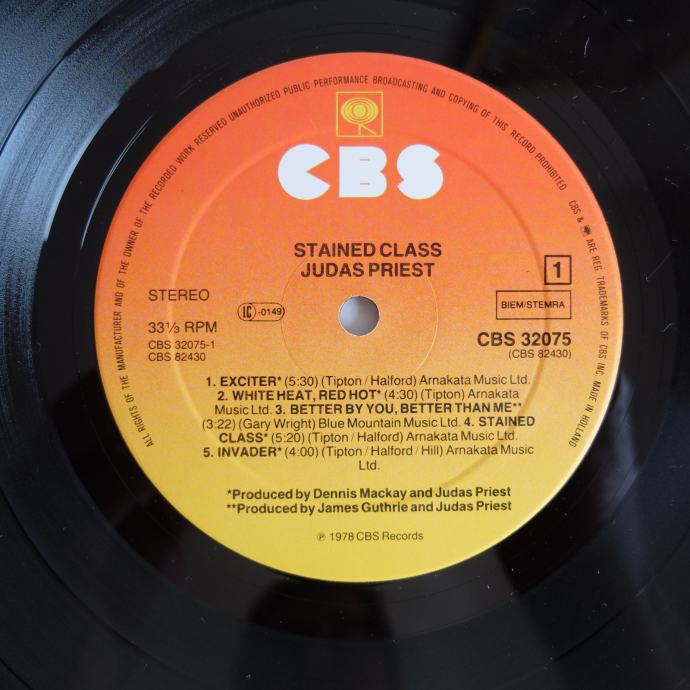 ALL RIGHTS OF THE MANUFACTURER AND OF THE OWNER OF THE RECORDED WORK RESERVED UNAUTHORIZED PUBLIC PERFORMANCE BROADCASTING AND COPYING OF THIS RECORD PROHIBITED
CBS & ARE REG. TRADEMARKS OF CBS INC. MADE IN HOLLAND
CBS
STAINED CLASS
JUDAS PRIEST
1
STEREO
LC -0149
BIEM/STEMRA
33⅓ RPM
CBS 32075-1
CBS 82430
CBS 32075
(CBS 82430)
1. EXCITER* (5:30) (Tipton / Halford) Arnakata Music Ltd.
2. WHITE HEAT, RED HOT* (4:30) (Tipton) Arnakata
Music Ltd. 3. BETTER BY YOU, BETTER THAN ME**
(3:22) (Gary Wright) Blue Mountain Music Ltd. 4. STAINED
CLASS* (5:20) (Tipton / Halford) Arnakata Music Ltd.
5. INVADER* (4:00) (Tipton / Halford / Hill) Arnakata Music
Ltd.
*Produced by Dennis Mackay and Judas Priest
**Produced by James Guthrie and Judas Priest
℗ 1978 CBS Records